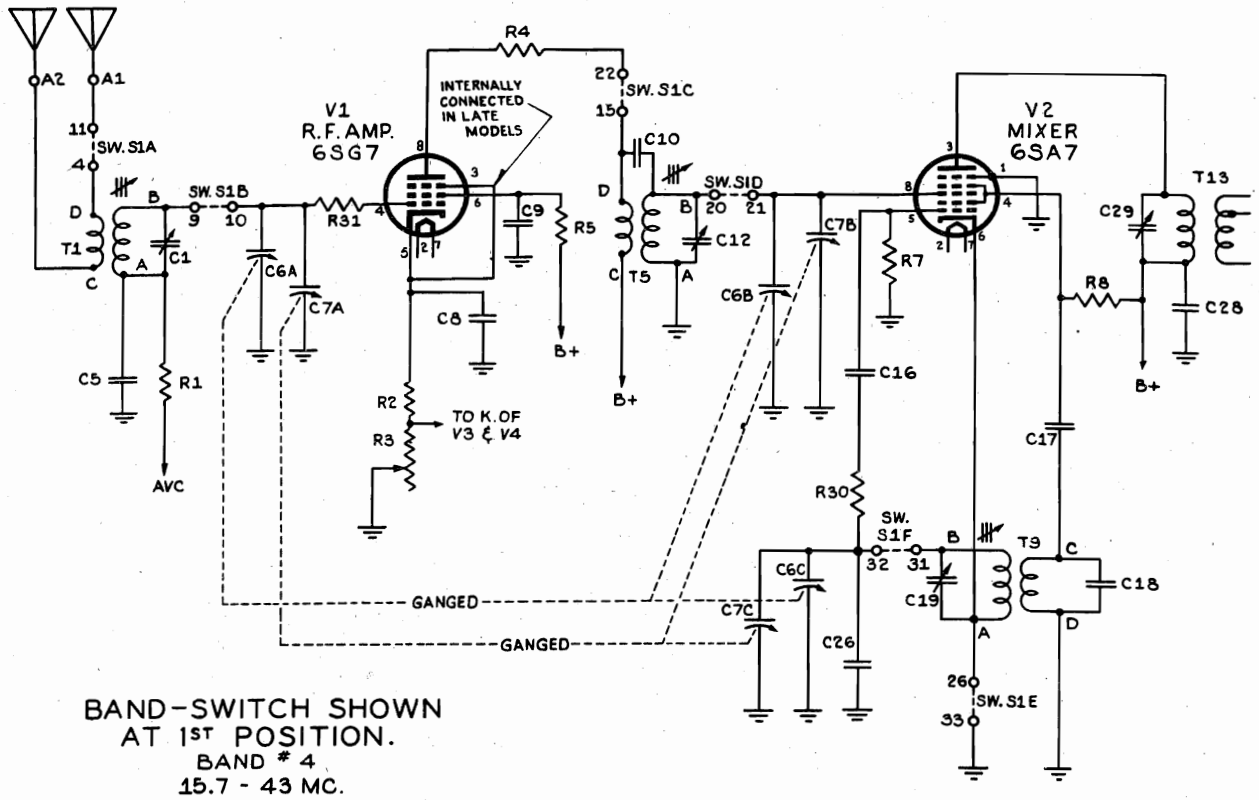 A2
A1
11
SW. S1A
4
D
T1
C
B
A
SW. S1B
9
10
C1
C5
R1
AVC
C6A
C7A
R31
V1
R.F. AMP.
6SG7
8
4
3
6
5
2
7
INTERNALLY
CONNECTED
IN LATE
MODELS
R4
C9
R5
B+
C8
R2
R3
TO K. OF
V3 & V4
22
SW. S1C
15
C10
D
C
T5
B
A
B+
SW. S1D
20
21
C12
C6B
C7B
V2
MIXER
6SA7
3
1
8
4
5
2
7
6
R7
C16
R30
SW.
S1F
32
31
B
C19
A
T9
C
D
C17
C18
R8
C29
T13
C28
B+
C6C
C7C
C26
26
SW. S1E
33
GANGED
GANGED
BAND-SWITCH SHOWN
AT 1ST POSITION.
BAND # 4
15.7 - 43 MC.